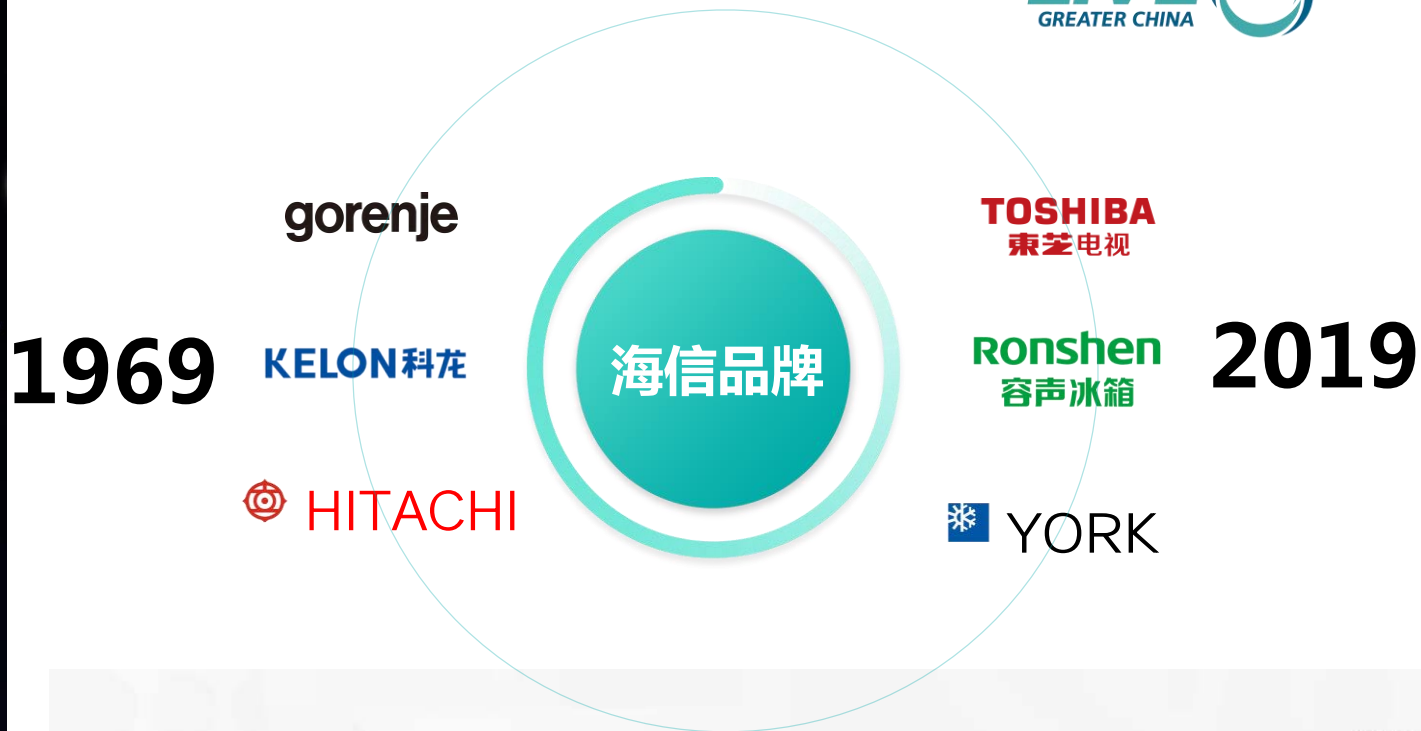 GREATER CHINA
gorenje
TOSHIBA
東芝电视
1969
KELON科龙
海信品牌
Ronshen
容声冰箱
2019
HITACHI
YORK